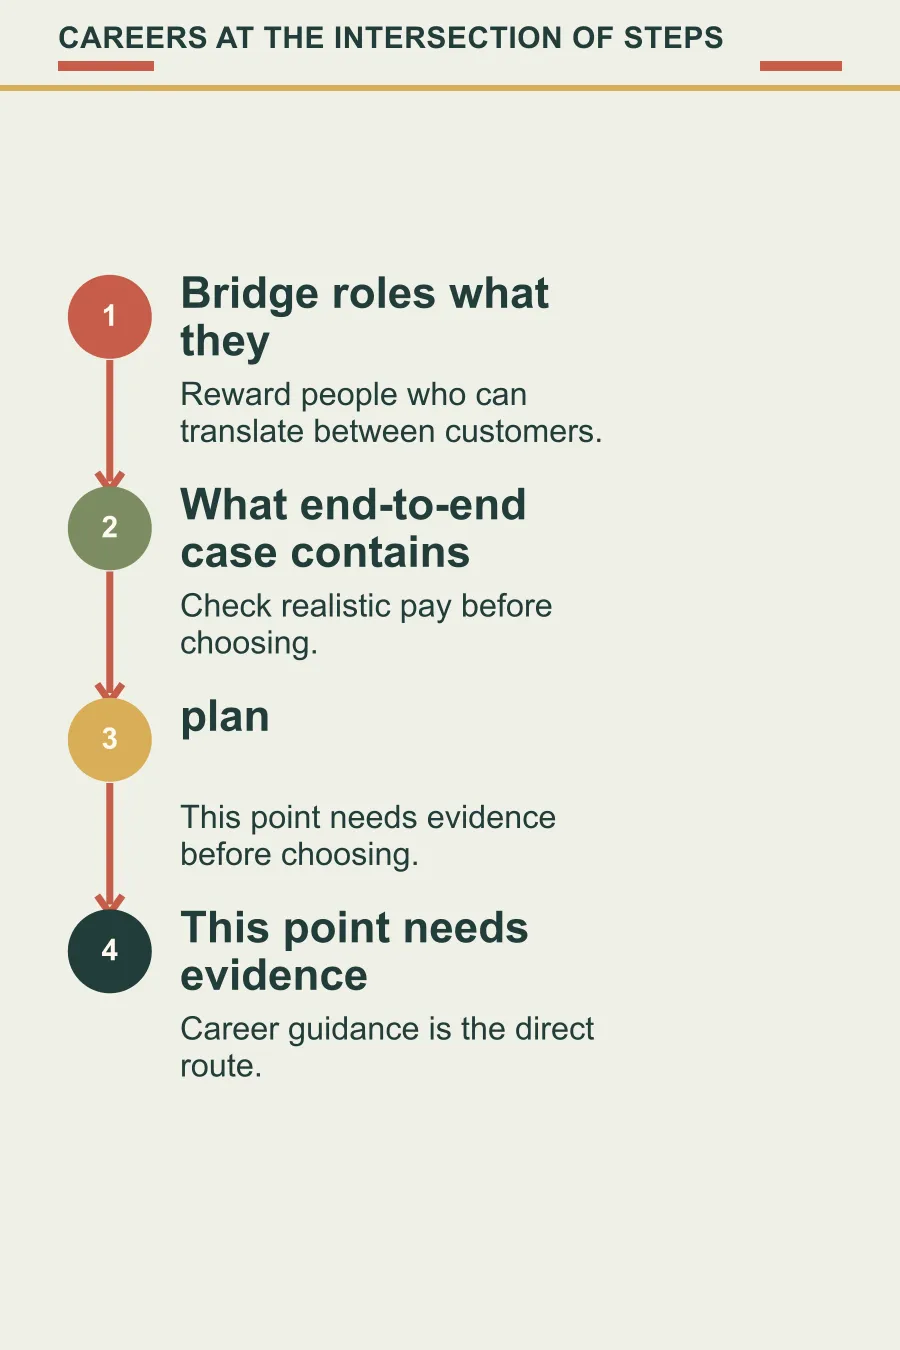 CAREERS AT THE INTERSECTION OF STEPS
1
Bridge roles what
they
Reward people who can
translate between customers.
2
What end-to-end
case contains
Check realistic pay before
choosing.
3
plan
This point needs evidence
before choosing.
4
This point needs
evidence
Career guidance is the direct
route.